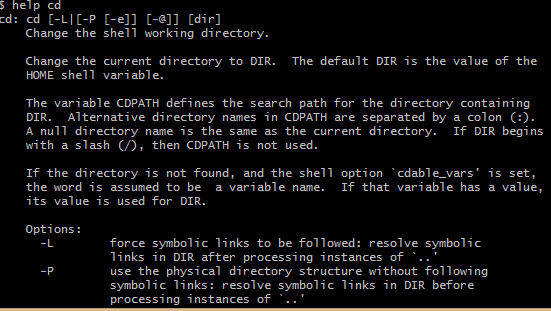 $ help cd
cd: cd [-L|[-P [-e]] [-@]] [dir]
Change the shell working directory.
Change the current directory to DIR.  The default DIR is the value of the
HOME shell variable.
The variable CDPATH defines the search path for the directory containing
DIR.  Alternative directory names in CDPATH are separated by a colon (:).
A null directory name is the same as the current directory.  If DIR begins
with a slash (/), then CDPATH is not used.
If the directory is not found, and the shell option `cdable_vars' is set,
the word is assumed to be  a variable name.  If that variable has a value,
its value is used for DIR.
Options:
-L        force symbolic links to be followed: resolve symbolic
links in DIR after processing instances of `..'
-P        use the physical directory structure without following
symbolic links: resolve symbolic links in DIR before
processing instances of `..'